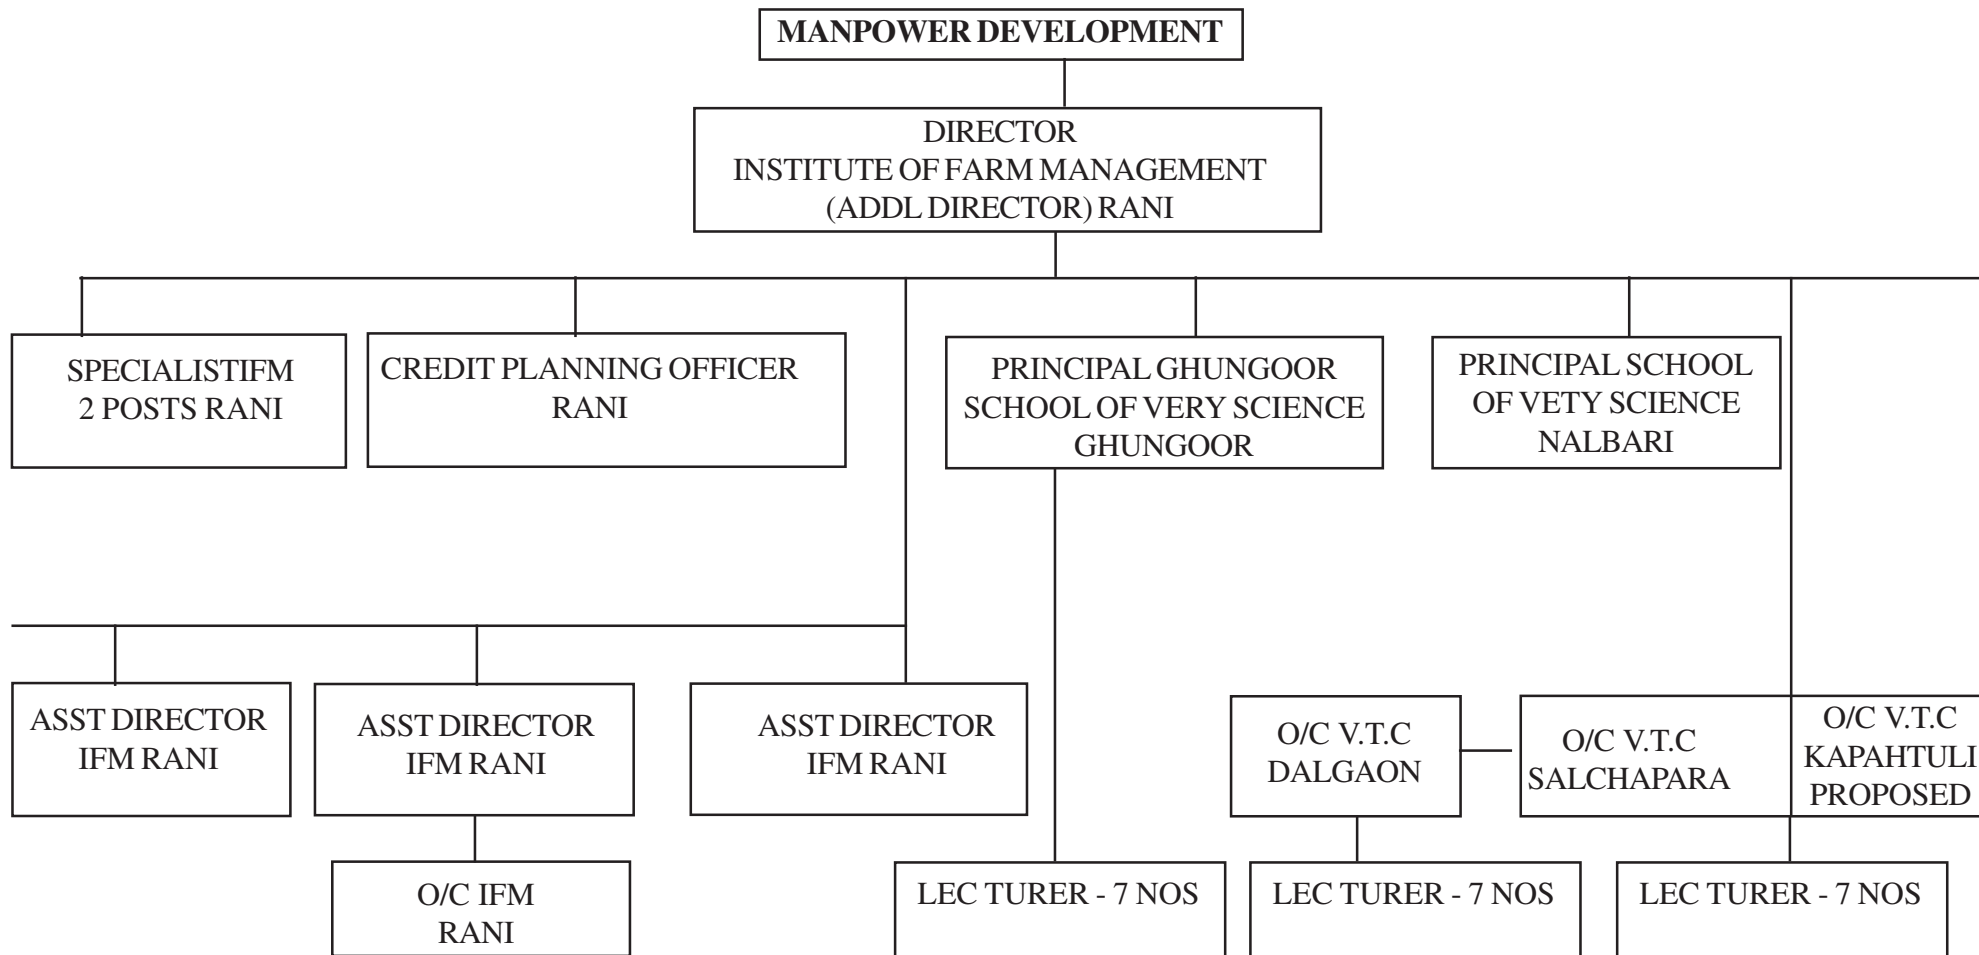 MANPOWER DEVELOPMENT
DIRECTOR
INSTITUTE OF FARM MANAGEMENT
(ADDL DIRECTOR) RANI
SPECIALISTIFM
2 POSTS RANI
CREDIT PLANNING OFFICER
RANI
PRINCIPAL GHUNGOOR
SCHOOL OF VERY SCIENCE
GHUNGOOR
PRINCIPAL SCHOOL
OF VETY SCIENCE
NALBARI
ASST DIRECTOR
IFM RANI
ASST DIRECTOR
IFM RANI
ASST DIRECTOR
IFM RANI
O/C V.T.C
DALGAON
O/C V.T.C
SALCHAPARA
O/C V.T.C
KAPAHTULI
PROPOSED
O/C IFM
RANI
LEC TURER - 7 NOS
LEC TURER - 7 NOS
LEC TURER - 7 NOS